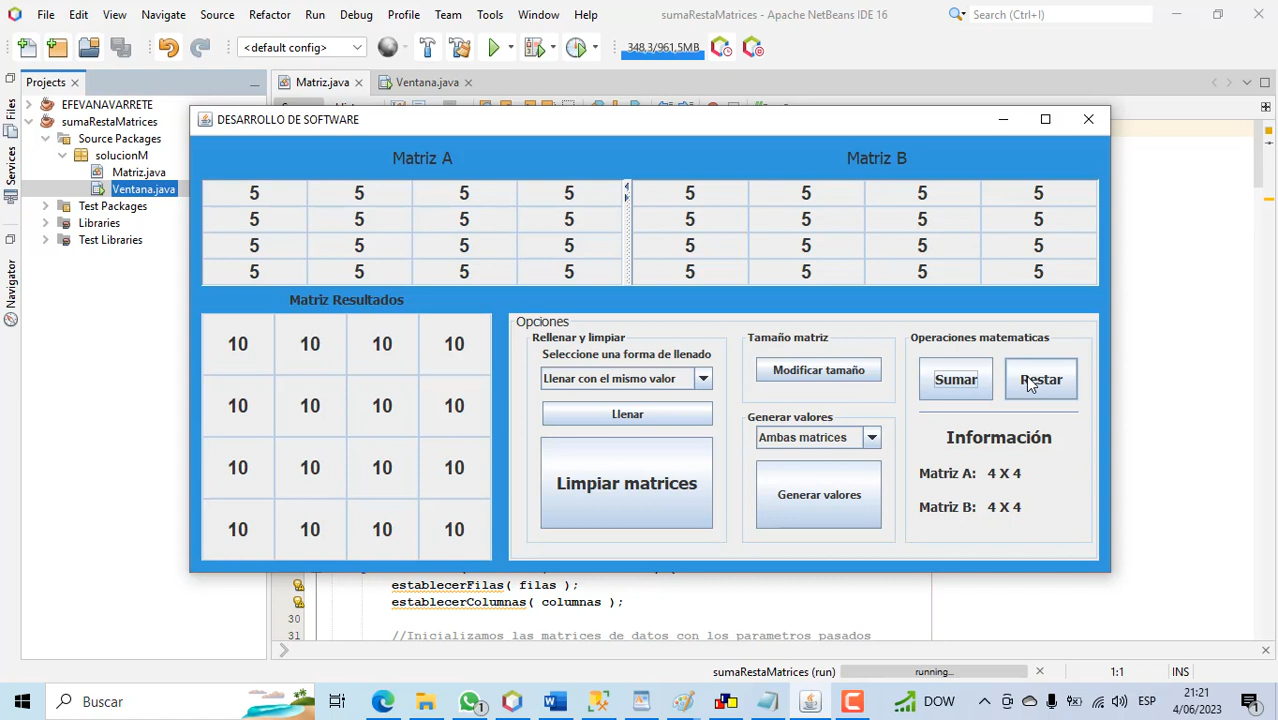 File Edit View Navigate Source Refactor Run Debug Profile Team Tools Window Help sumaRestaMatrices - Apache NetBeans IDE 16 Search (Ctrl+I)
<default config> 348,3/961,5MB
Projects Matriz.java Ventana.java
Files
Services
Navigator
EFEVANAVARRETE
sumaRestaMatrices
Source Packages
solucionM
Matriz.java
Ventana.java
Test Packages
Libraries
Test Libraries
DESARROLLO DE SOFTWARE
Matriz A Matriz B
5 5 5 5 5 5 5 5
5 5 5 5 5 5 5 5
5 5 5 5 5 5 5 5
5 5 5 5 5 5 5 5
Matriz Resultados
10 10 10 10
10 10 10 10
10 10 10 10
10 10 10 10
Opciones
Rellenar y limpiar
Seleccione una forma de llenado
Llenar con el mismo valor
Llenar
Limpiar matrices
Tamaño matriz
Modificar tamaño
Generar valores
Ambas matrices
Generar valores
Operaciones matematicas
Sumar Restar
Información
Matriz A: 4 X 4
Matriz B: 4 X 4
establecerFilas( filas );
establecerColumnas( columnas );
30
31 //Inicializamos las matrices de datos con los parametros pasados
sumaRestaMatrices (run) running... 1:1 INS
Buscar 1 DOW ESP 21:21
4/06/2023 1